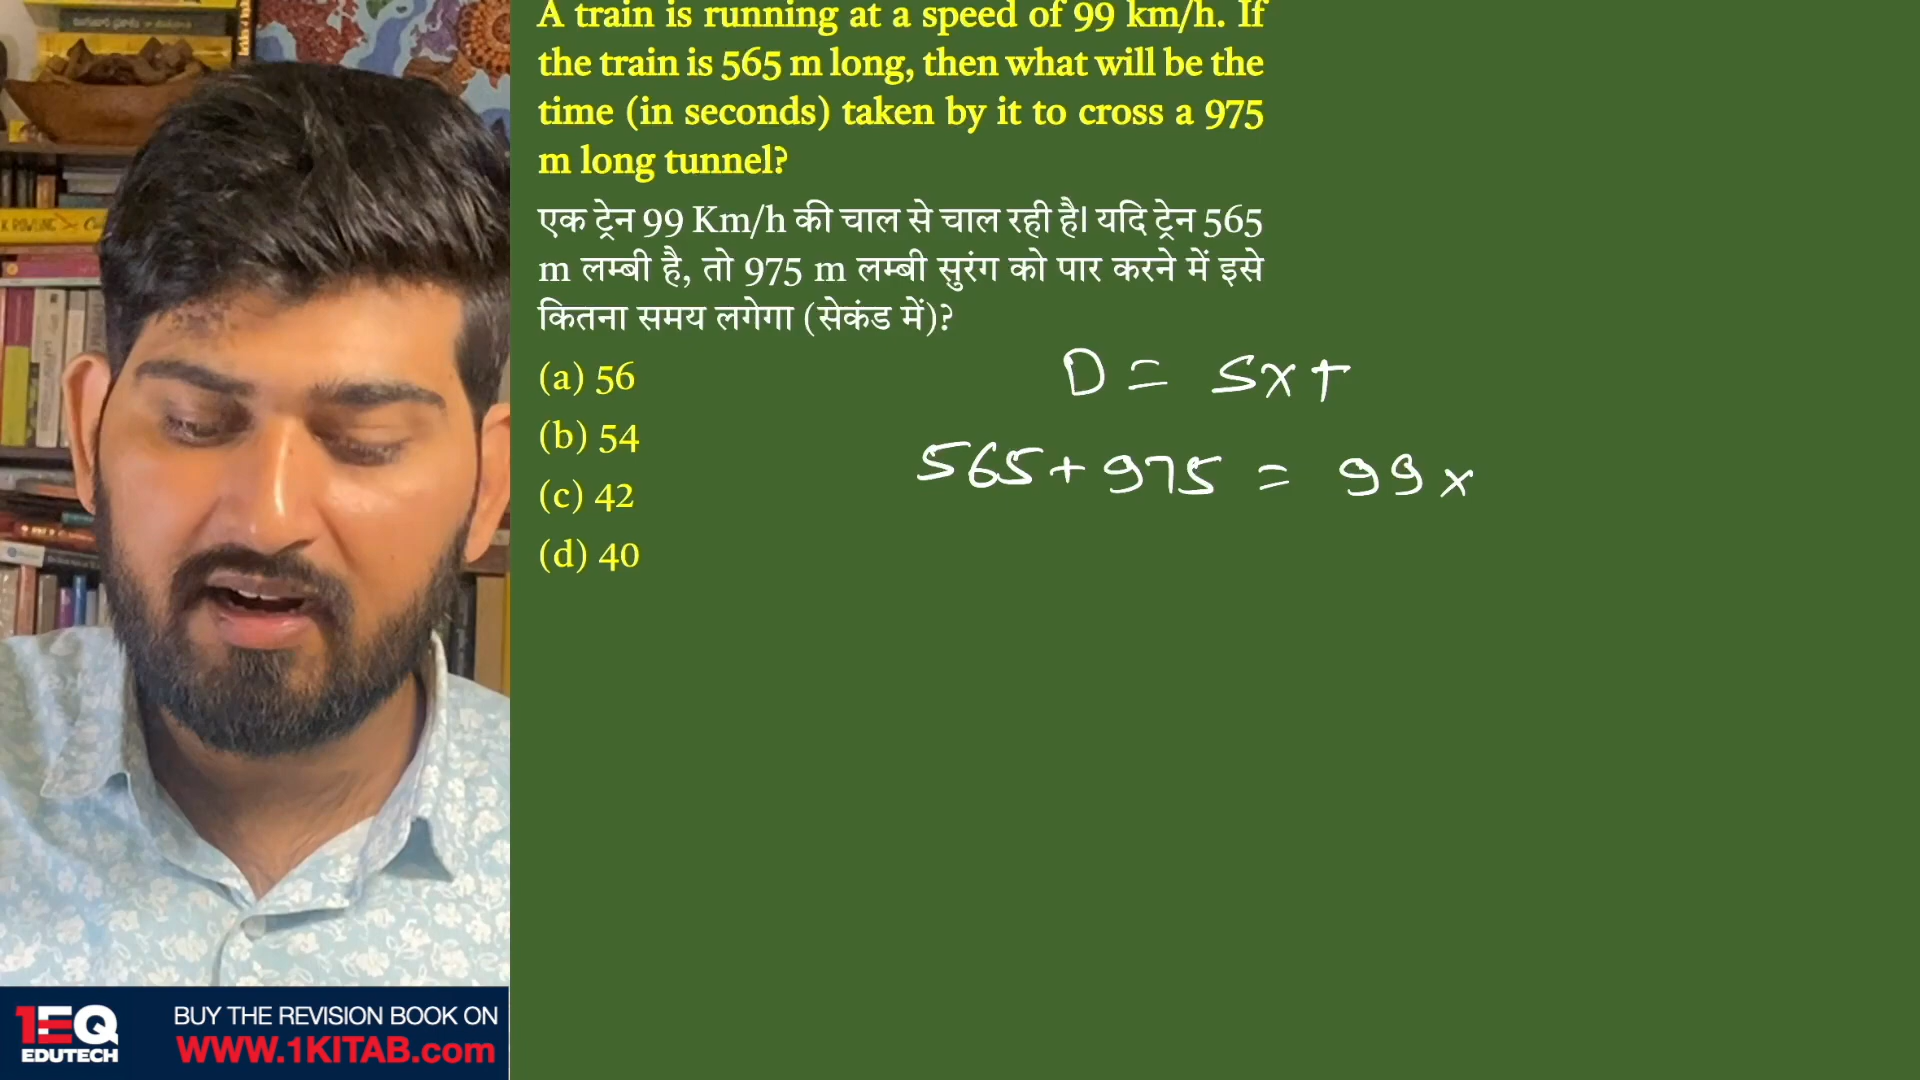 A train is running at a speed of 99 km/h. If
the train is 565 m long, then what will be the
time (in seconds) taken by it to cross a 975
m long tunnel?
एक ट्रेन 99 Km/h की चाल से चाल रही है। यदि ट्रेन 565
m लम्बी है, तो 975 m लम्बी सुरंग को पार करने में इसे
कितना समय लगेगा (सेकंड में)?
(a) 56
(b) 54
(c) 42
(d) 40
D = S x t
565 + 975 = 99 x
1EQ
EDUTECH
BUY THE REVISION BOOK ON
WWW.1KITAB.com